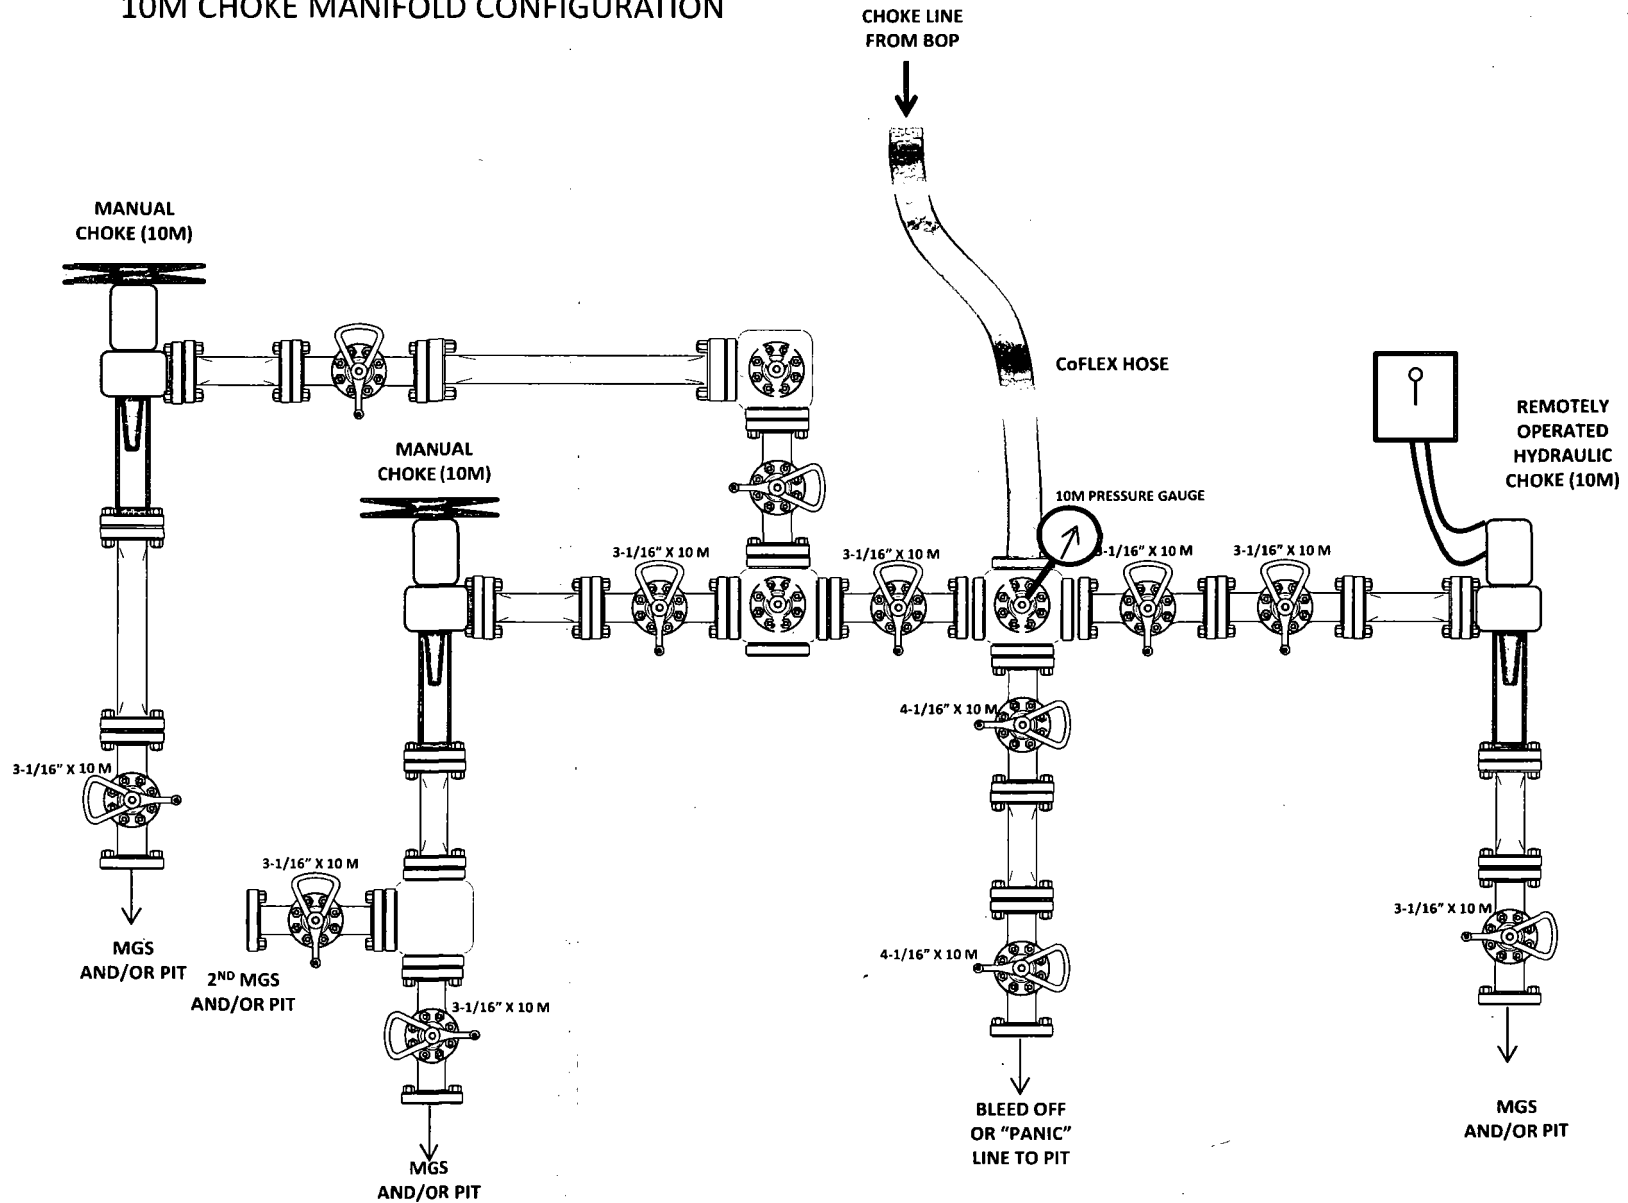 10M CHOKE MANIFOLD CONFIGURATION
CHOKE LINE
FROM BOP
MANUAL
CHOKE (10M)
CoFLEX HOSE
REMOTELY
OPERATED
HYDRAULIC
CHOKE (10M)
MANUAL
CHOKE (10M)
10M PRESSURE GAUGE
3-1/16" X 10 M
3-1/16" X 10 M
3-1/16" X 10 M
3-1/16" X 10 M
4-1/16" X 10 M
3-1/16" X 10 M
3-1/16" X 10 M
3-1/16" X 10 M
MGS
AND/OR PIT
2ND MGS
AND/OR PIT
4-1/16" X 10 M
3-1/16" X 10 M
BLEED OFF
OR "PANIC"
LINE TO PIT
MGS
AND/OR PIT
MGS
AND/OR PIT